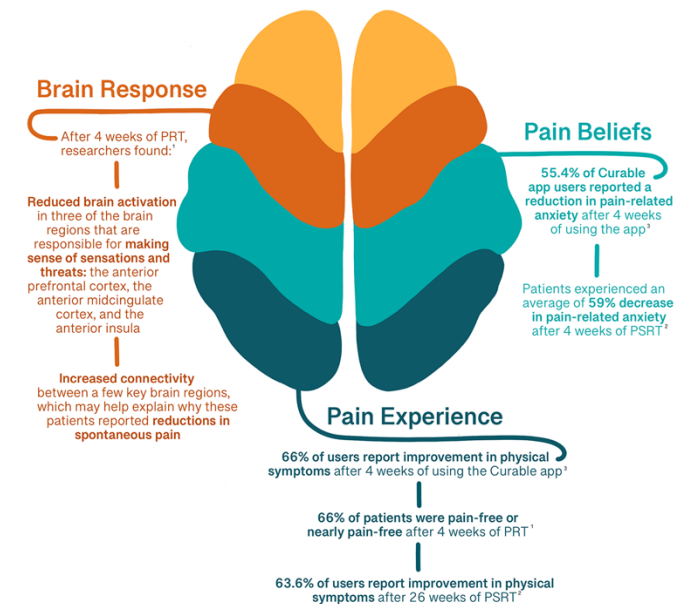 Brain Response
After 4 weeks of PRT,
researchers found:¹
Reduced brain activation
in three of the brain
regions that are
responsible for making
sense of sensations and
threats: the anterior
prefrontal cortex, the
anterior midcingulate
cortex, and the
anterior insula
Increased connectivity
between a few key brain regions,
which may help explain why these
patients reported reductions in
spontaneous pain
Pain Beliefs
55.4% of Curable
app users reported a
reduction in pain-related
anxiety after 4 weeks
of using the app³
Patients experienced an
average of 59% decrease
in pain-related anxiety
after 4 weeks of PSRT²
Pain Experience
66% of users report improvement in physical
symptoms after 4 weeks of using the Curable app³
66% of patients were pain-free or
nearly pain-free after 4 weeks of PRT¹
63.6% of users report improvement in physical
symptoms after 26 weeks of PSRT²